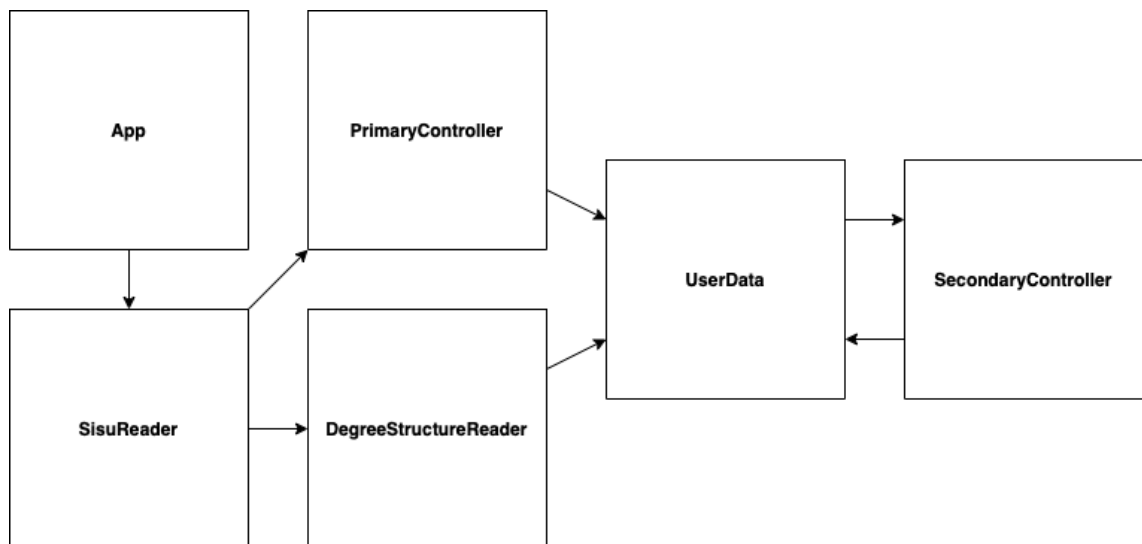 App
PrimaryController
UserData
SecondaryController
SisuReader
DegreeStructureReader